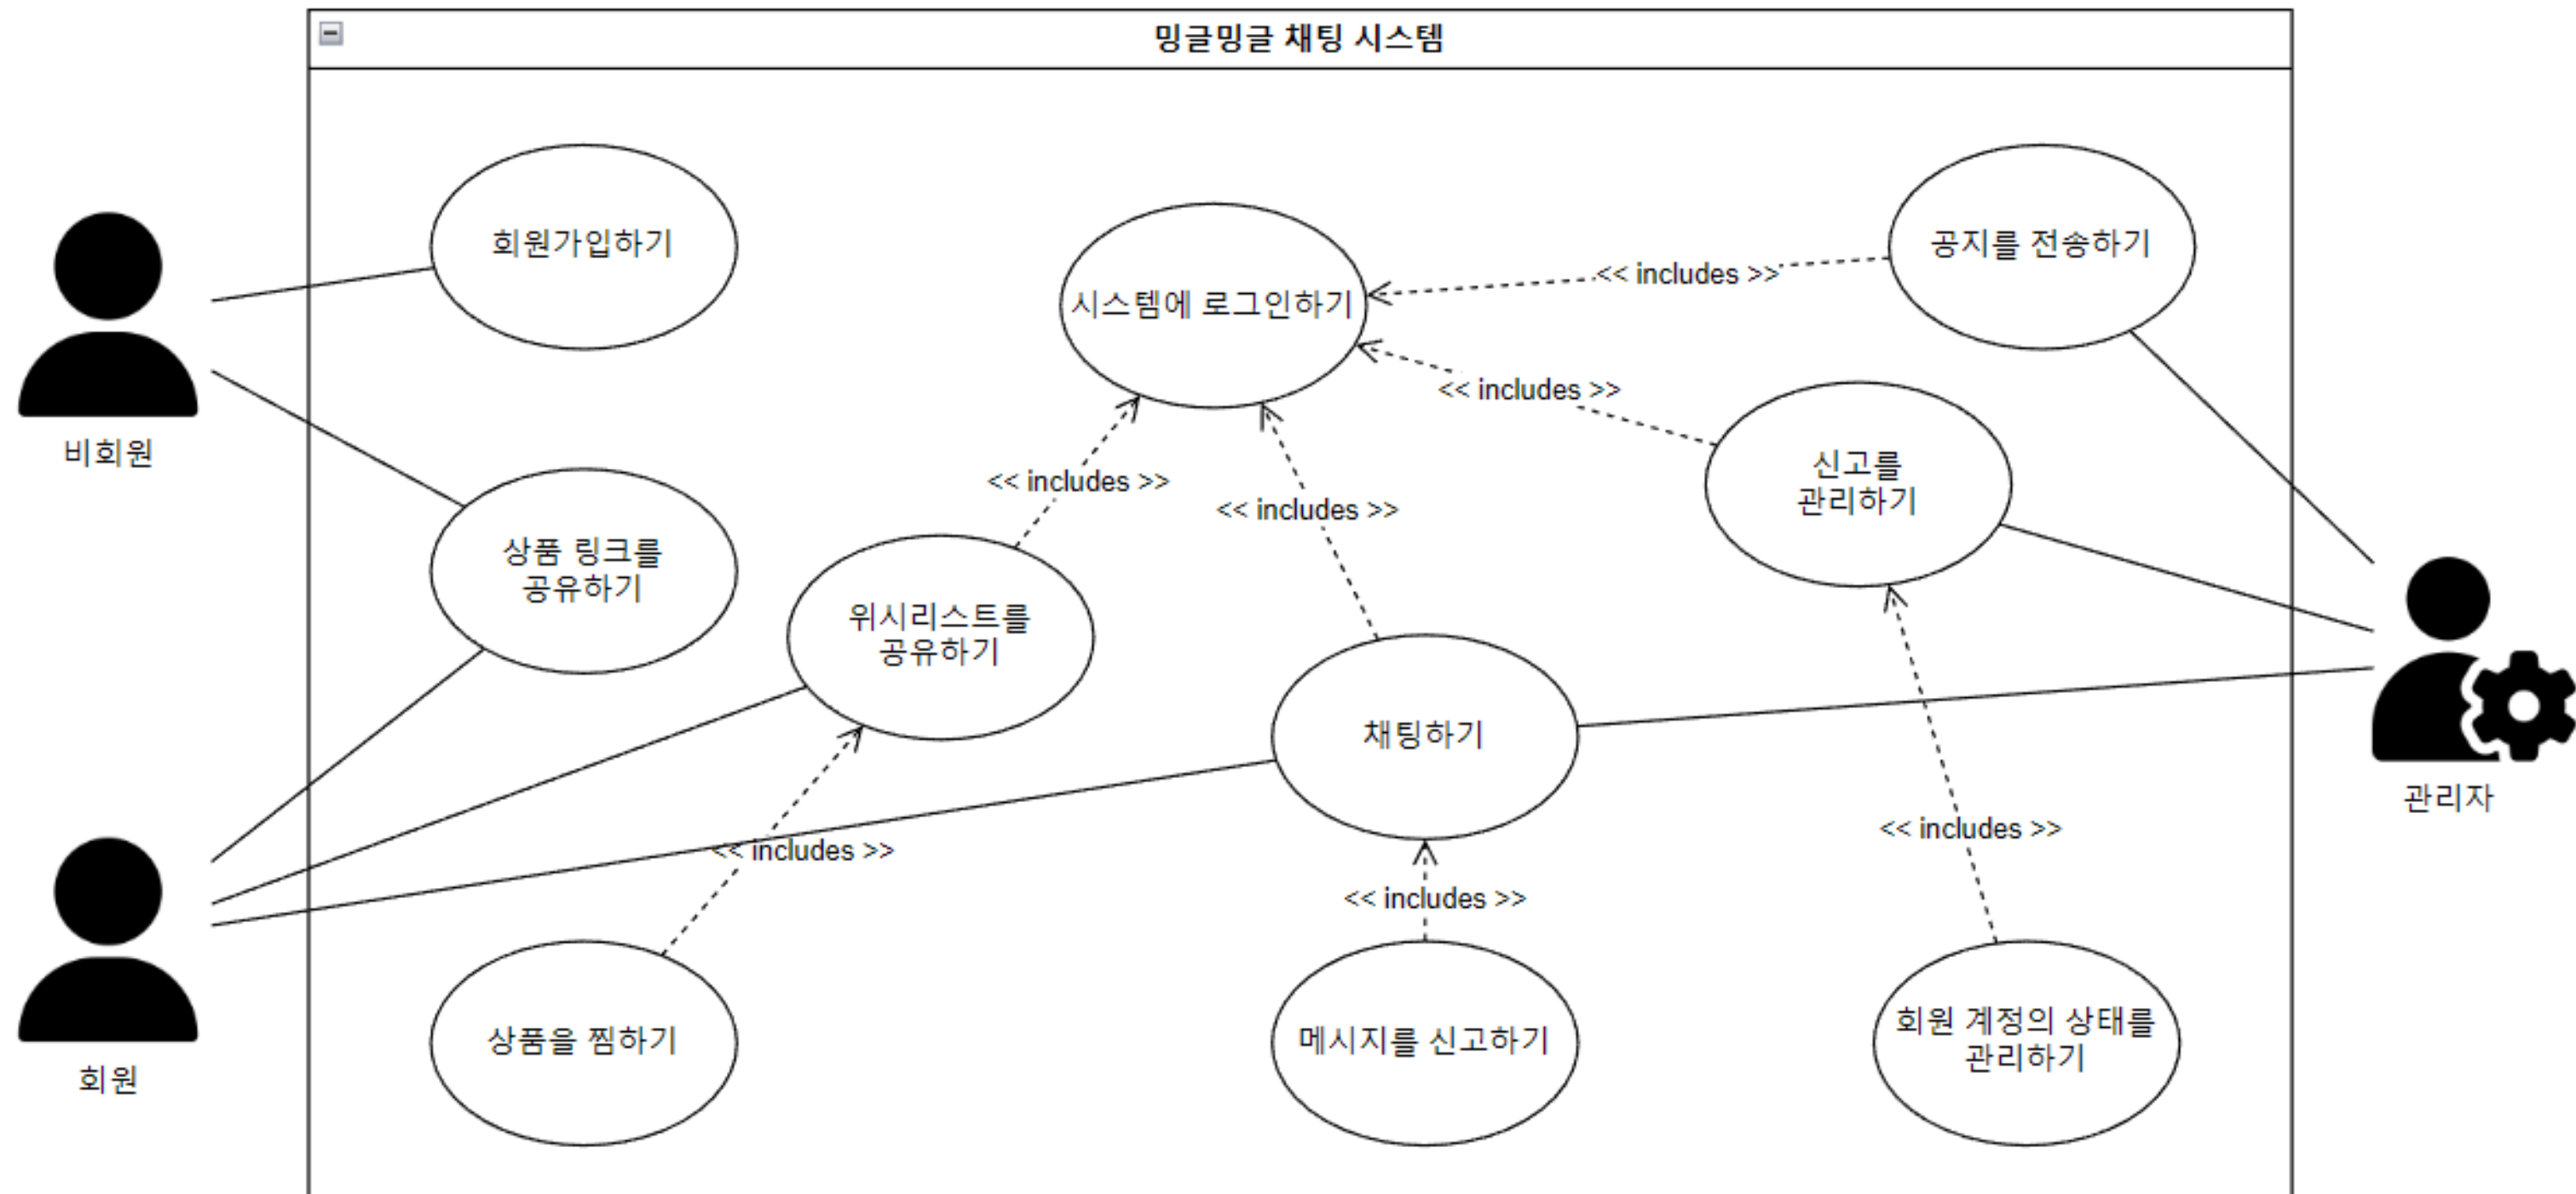 밍글밍글 채팅 시스템
회원가입하기
공지를 전송하기
시스템에 로그인하기
<< includes >>
<< includes >>
비회원
신고를
관리하기
<< includes >>
<< includes >>
상품 링크를
공유하기
위시리스트를
공유하기
채팅하기
관리자
<< includes >>
<< includes >>
<< includes >>
회원
상품을 찜하기
메시지를 신고하기
회원 계정의 상태를
관리하기